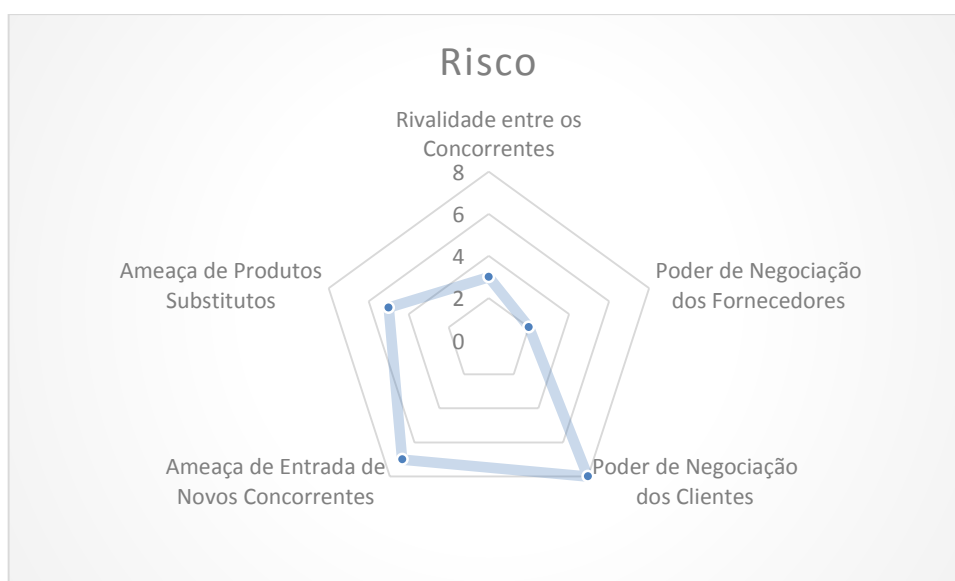 Risco
Rivalidade entre os
Concorrentes
8
6
4
2
0
Poder de Negociação
dos Fornecedores
Poder de Negociação
dos Clientes
Ameaça de Entrada de
Novos Concorrentes
Ameaça de Produtos
Substitutos